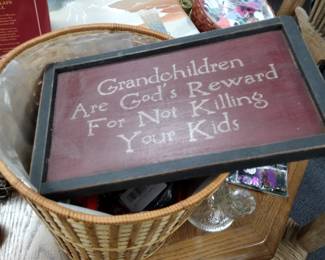 Grandchildren
Are God's Reward
For Not Killing
Your Kids